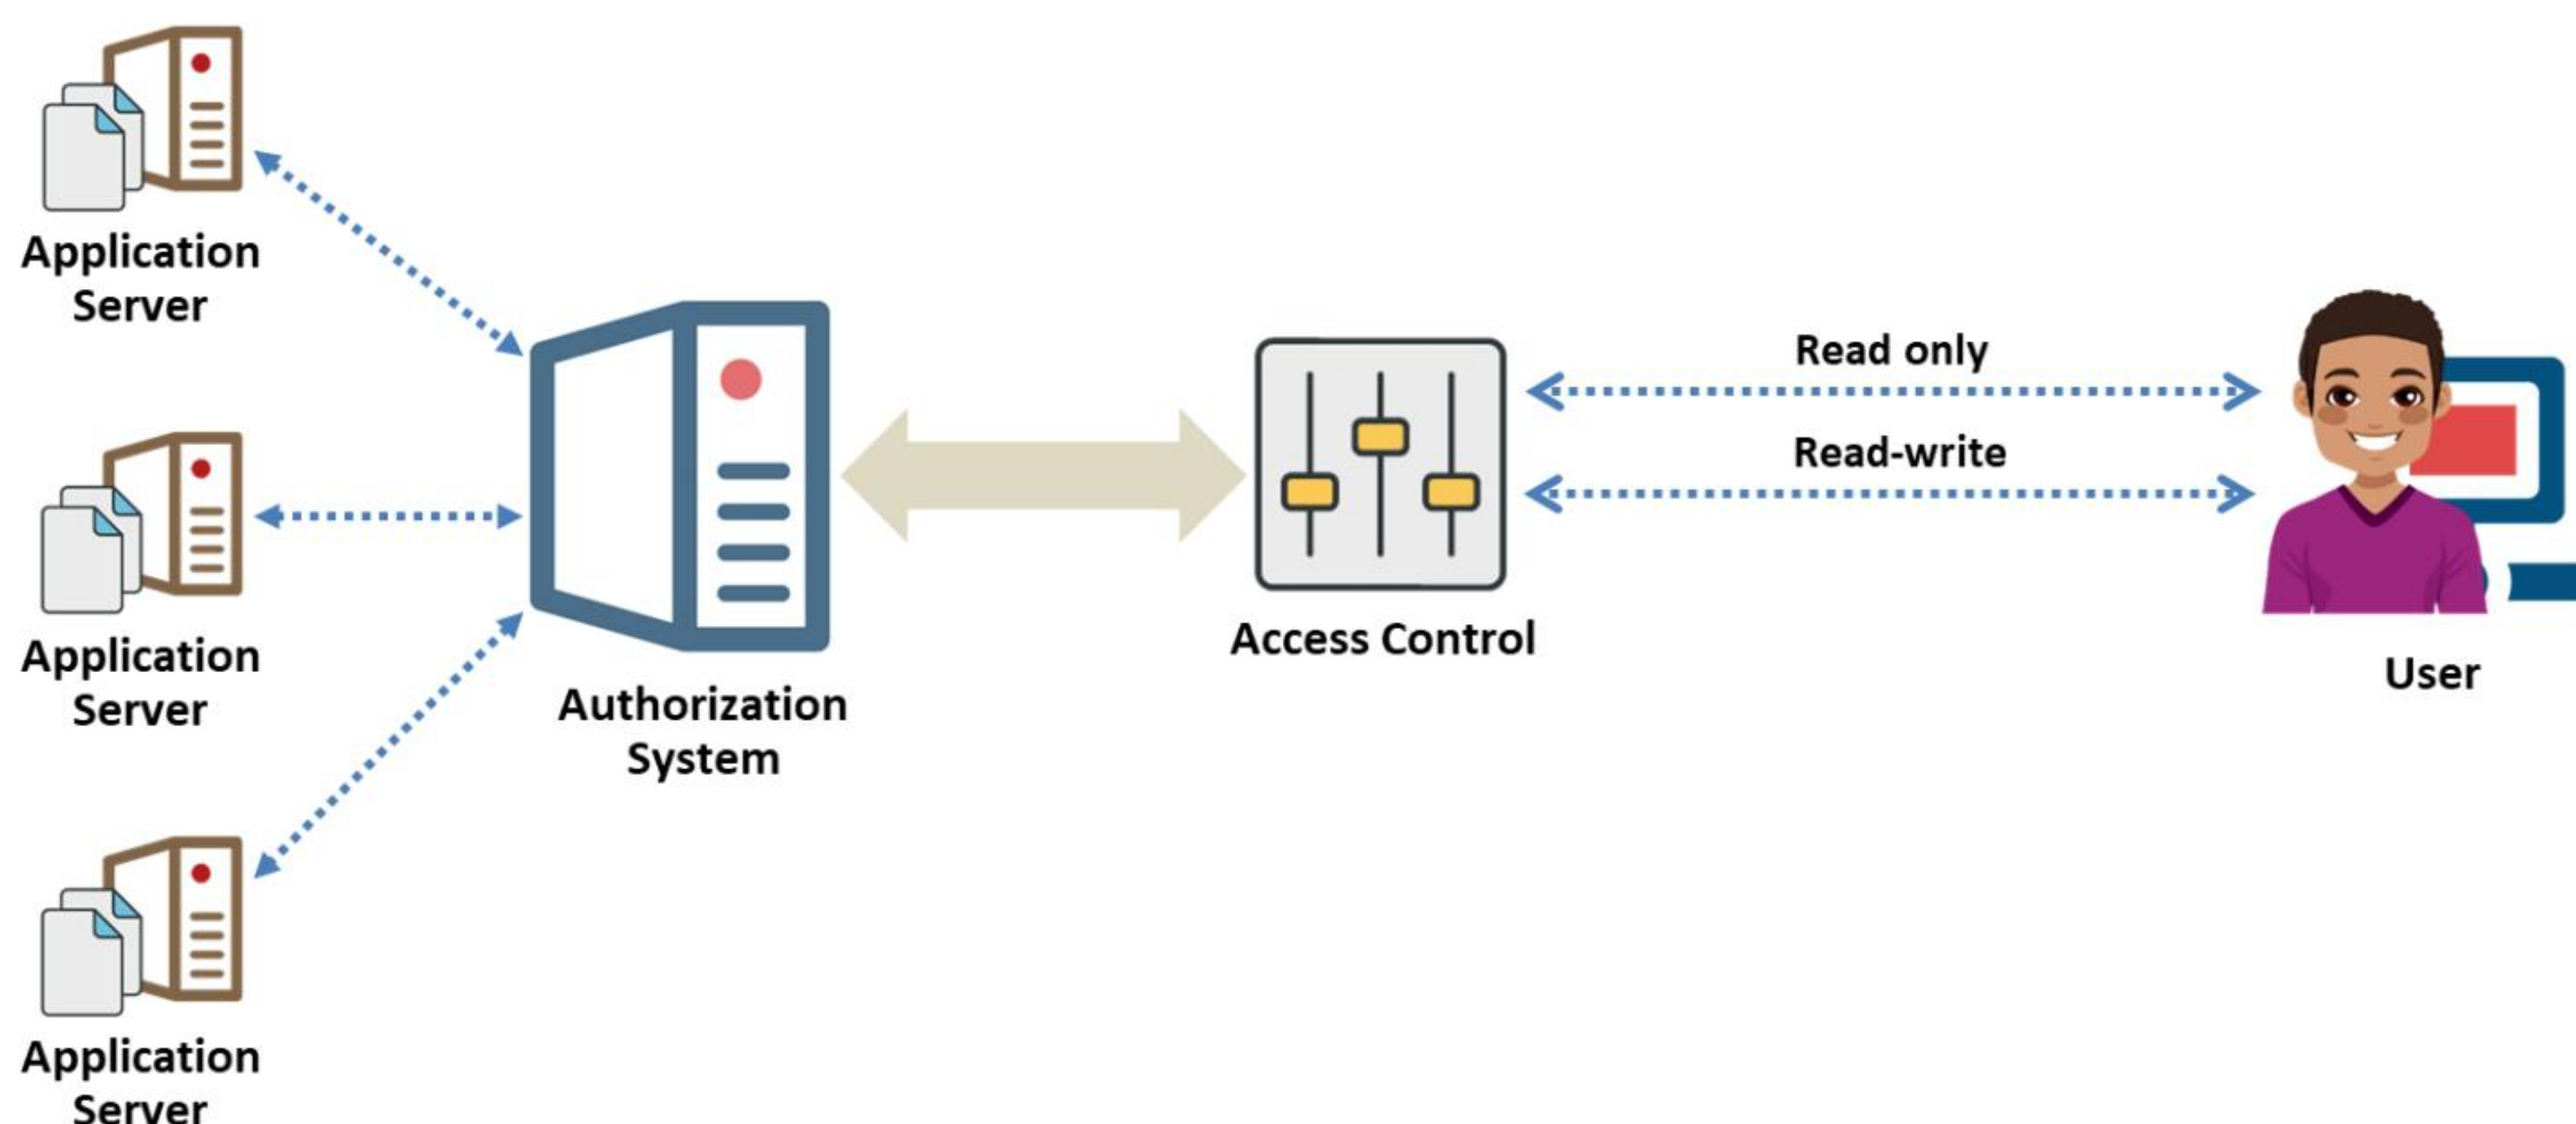 Application
Server
Application
Server
Application
Server
Authorization
System
Access Control
Read only
Read-write
User